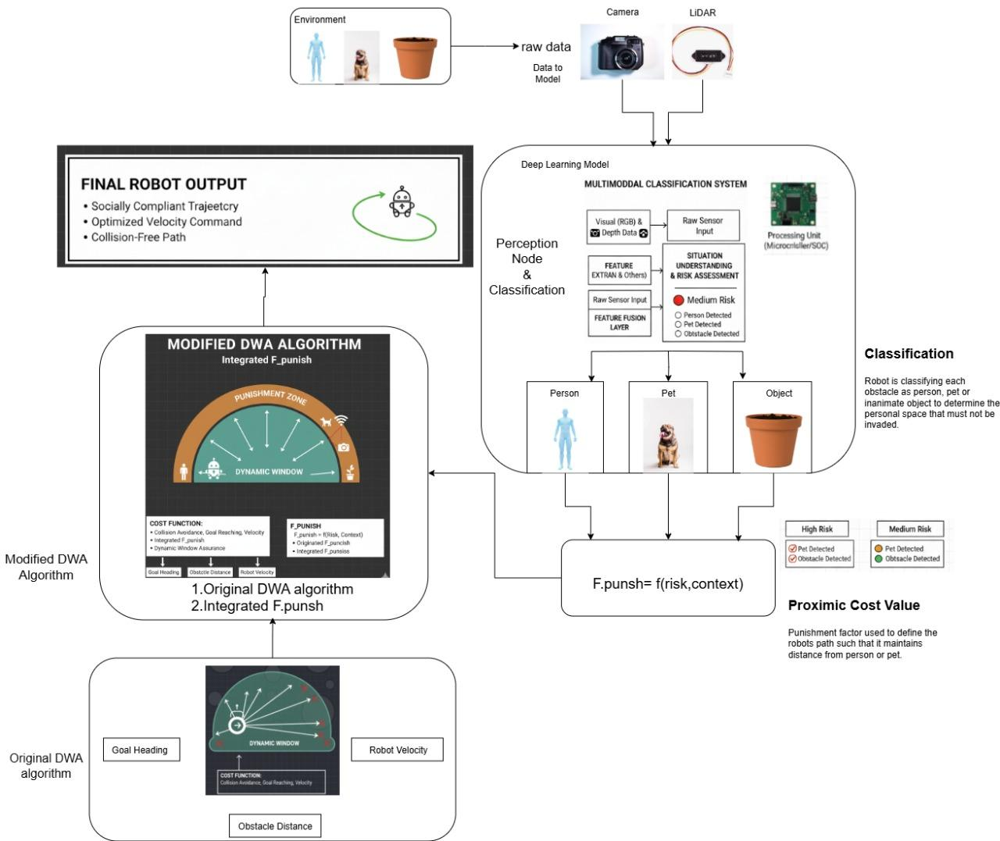 Environment
raw data
Data to
Model
Camera
LiDAR
FINAL ROBOT OUTPUT
• Socially Compliant Trajeetcry
• Optimized Velocity Command
• Collision-Free Path
Deep Learning Model
MULTIMODDAL CLASSIFICATION SYSTEM
Perception
Node
&
Classification
Visual (RGB) &
Depth Data
Raw Sensor
Input
Processing Unit
FEATURE
EXTRAN & Others)
Raw Sensor Input
FEATURE FUSION
LAYER
SITUATION
UNDERSTANDING
& RISK ASSESSMENT
Medium Risk
Person Detected
Pet Detected
Obtstacle Detected
Person
Pet
Object
Classification
Robot is classifying each
obstacle as person, pet or
inanimate object to determine the
personal space that must not be
invaded.
High Risk
Pet Detected
Obstacle Detected
Medium Risk
Pet Detected
Obtsacle Detected
F.punsh= f(risk,context)
Proximic Cost Value
Punishment factor used to define the
robots path such that it maintains
distance from person or pet.
Modified DWA
Algorithm
MODIFIED DWA ALGORITHM
Integrated F_punish
PUNISHMENT ZONE
DYNAMIC WINDOW
COST FUNCTION:
• Collision Avoidance, Goal Reaching, Velocity
• Integrated F_punish
• Dynamic Window Assurance
Goal Heading
Obstctle Distance
Robot Velocity
F_PUNISH
F_punish = f(Risk, Context)
• Originated F_puncish
• Integrated F_punsiss
1.Original DWA algorithm
2.Integrated F.punsh
Original DWA
algorithm
Goal Heading
DYNAMIC WINDOW
COST FUNCTION:
Collision Avoidance, Goal Reaching, Velocity
Robot Velocity
Obstacle Distance